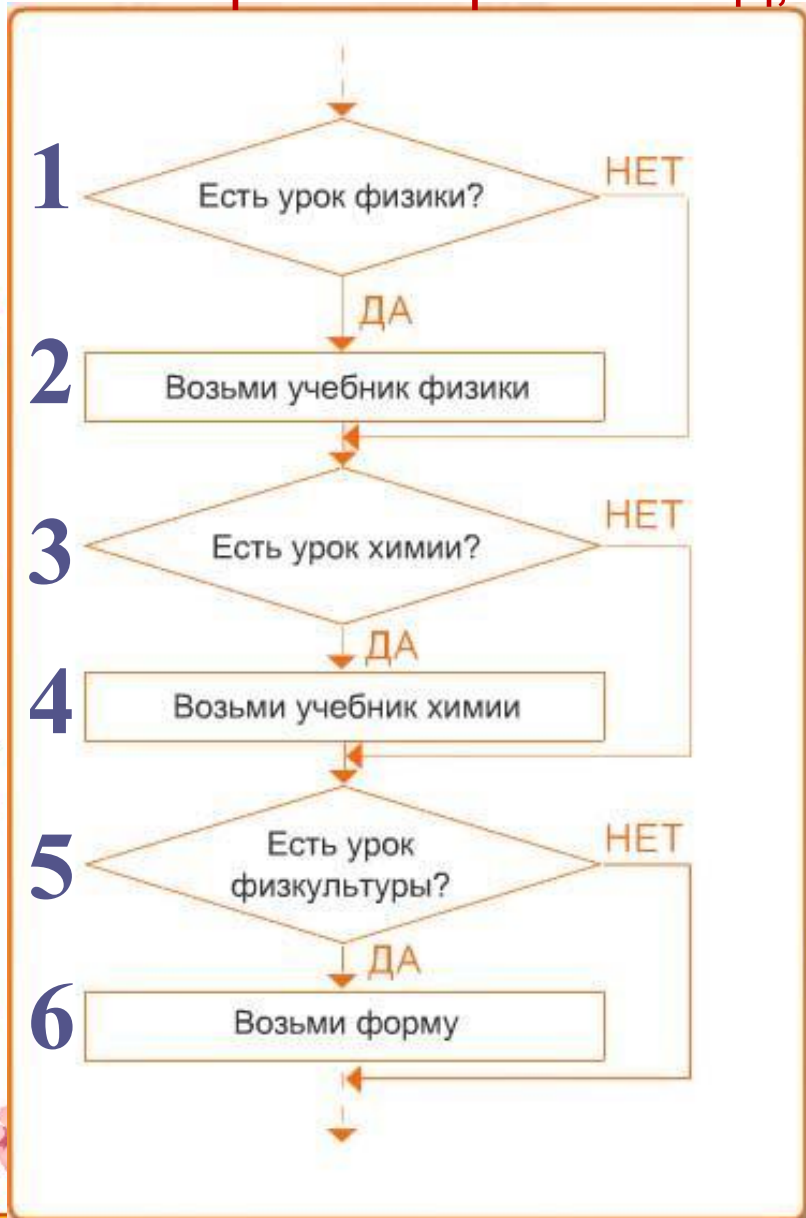 1
Есть урок физики?
НЕТ
ДА
2
Возьми учебник физики
3
Есть урок химии?
НЕТ
ДА
4
Возьми учебник химии
5
Есть урок
физкультуры?
НЕТ
ДА
6
Возьми форму